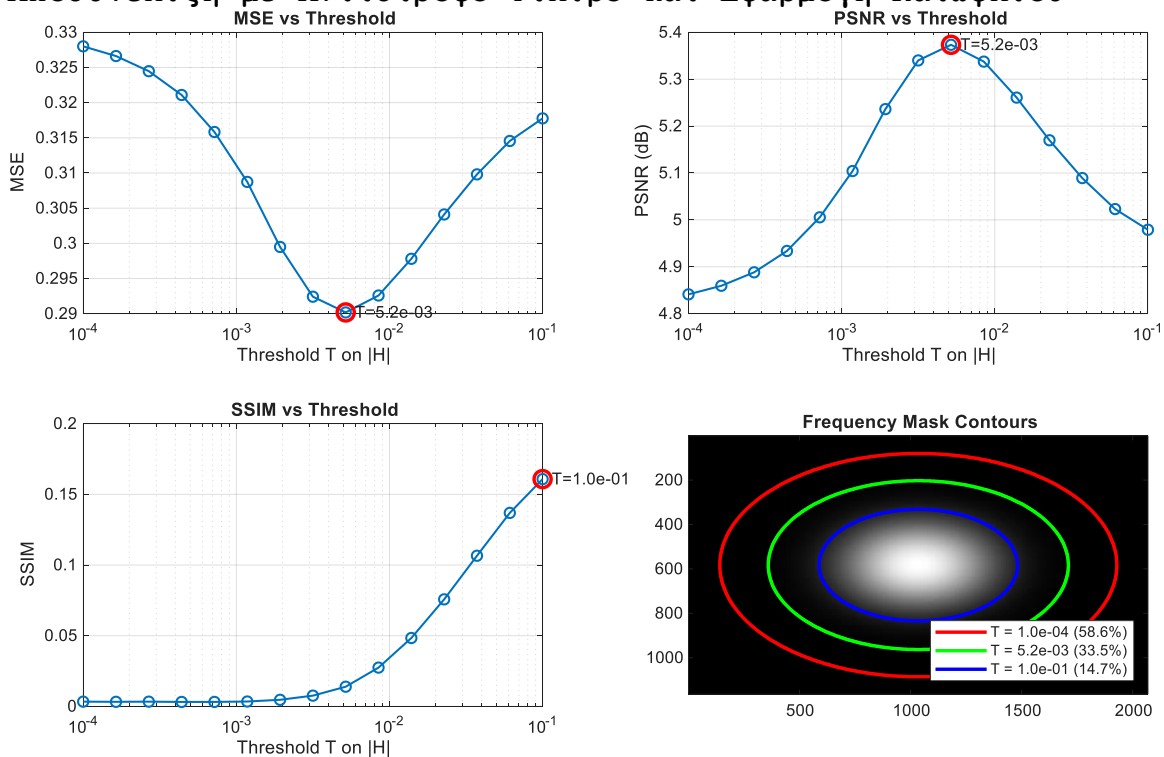 με Αντίστροφο Φίλτρο και Εφαρμογή Κατωφλίου
MSE vs Threshold
0.33
0.325
0.32
0.315
0.31
0.305
0.3
0.295
0.29
MSE
T=5.2e-03
10-4
10-3
10-2
10-1
Threshold T on |H|
PSNR vs Threshold
5.4
5.3
5.2
5.1
5
4.9
4.8
PSNR (dB)
T=5.2e-03
10-4
10-3
10-2
10-1
Threshold T on |H|
SSIM vs Threshold
0.2
0.15
0.1
0.05
0
SSIM
T=1.0e-01
10-4
10-3
10-2
10-1
Threshold T on |H|
Frequency Mask Contours
200
400
600
800
1000
T = 1.0e-04 (58.6%)
T = 5.2e-03 (33.5%)
T = 1.0e-01 (14.7%)
500
1000
1500
2000